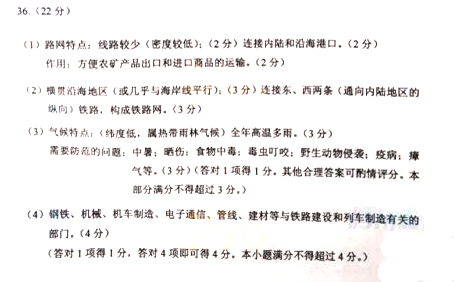 36.(22分)
(1)路网特点：线路较少（密度较低）；(2分)连接内陆和沿海港口。(2分)
作用：方便农矿产品出口和进口商品的运输。(2分)
(2)横贯沿海地区（或几乎与海岸线平行）；(3分)连接东、西两条（通向内陆地区的
纵向）铁路，构成铁路网。(3分)
(3)气候特点：（纬度低，属热带雨林气候）全年高温多雨。(3分)
需要防范的问题：中暑；晒伤；食物中毒；毒虫叮咬；野生动物侵袭；疫病；瘴
气等。(3分)（答对1项得1分。其他合理答案可酌情评分。本
部分满分不得超过3分。）
(4)钢铁、机械、机车制造、电子通信、管线、建材等与铁路建设和列车制造有关的
部门。(4分)
（答对1项得1分，答对4项即可得4分。本小题满分不得超过4分。）